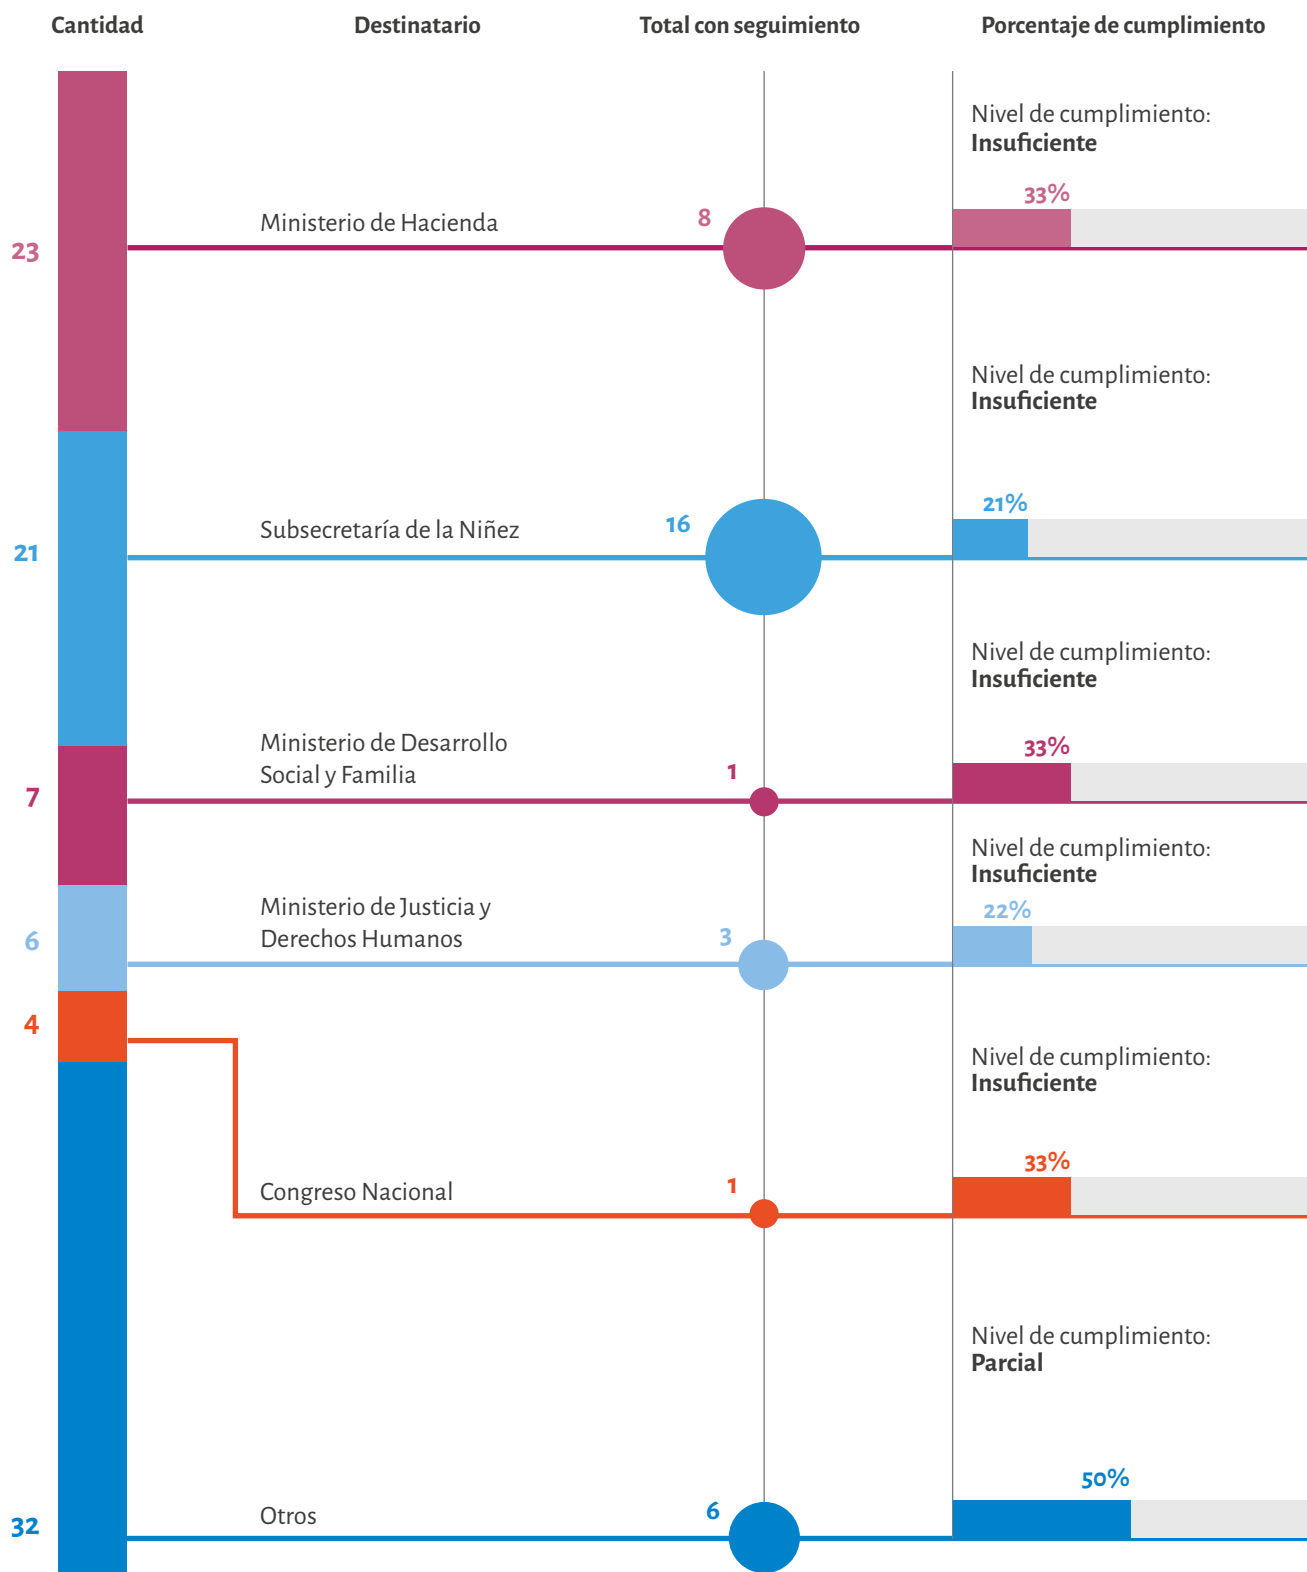 Cantidad Destinatario Total con seguimiento Porcentaje de cumplimiento
Nivel de cumplimiento:
Insuficiente
33%
Ministerio de Hacienda 8
23
Nivel de cumplimiento:
Insuficiente
21%
Subsecretaría de la Niñez 16
21
Nivel de cumplimiento:
Insuficiente
33%
Ministerio de Desarrollo
Social y Familia 1
7
Nivel de cumplimiento:
Insuficiente
22%
Ministerio de Justicia y
Derechos Humanos 3
6
4
Nivel de cumplimiento:
Insuficiente
33%
Congreso Nacional 1
Nivel de cumplimiento:
Parcial
50%
Otros 6
32